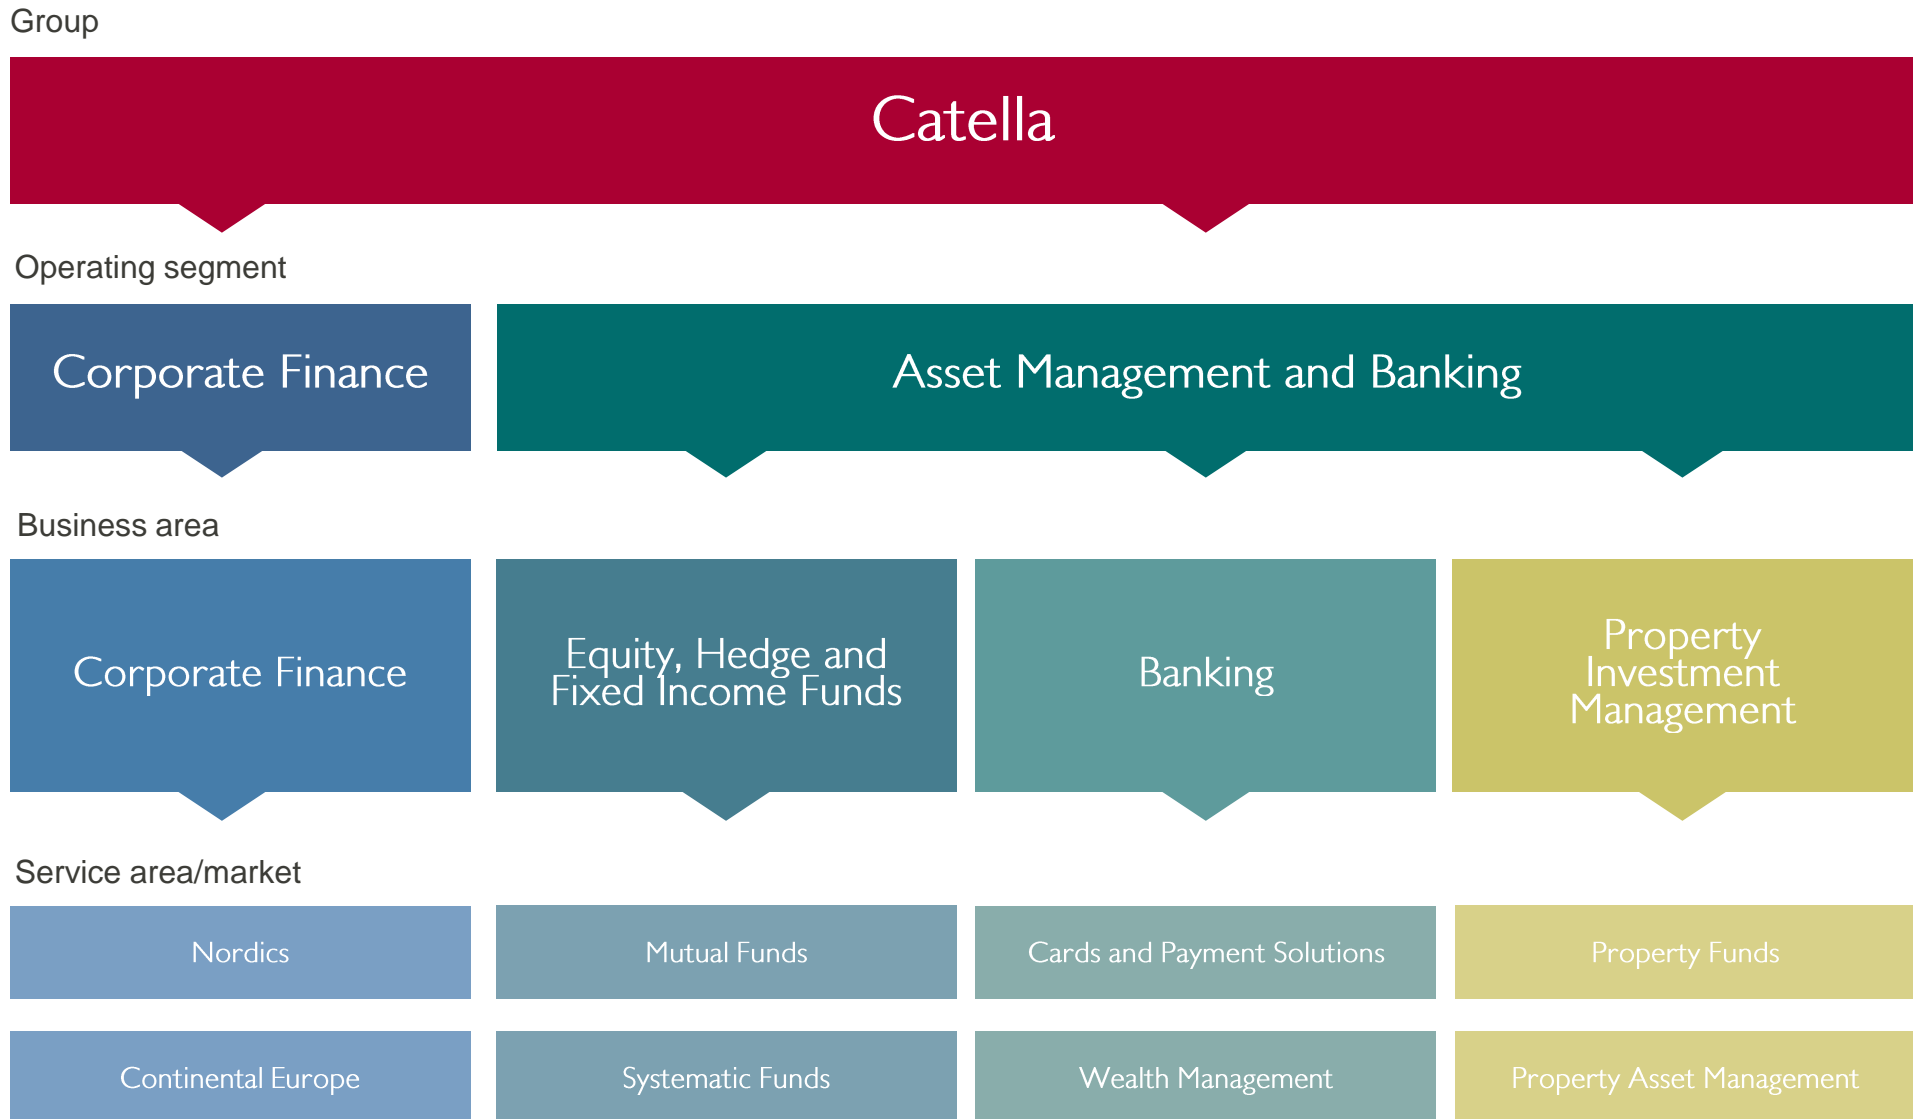 Group
Catella
Operating segment
Corporate Finance
Asset Management and Banking
Business area
Corporate Finance
Equity, Hedge and
Fixed Income Funds
Banking
Property
Investment
Management
Service area/market
Nordics
Mutual Funds
Cards and Payment Solutions
Property Funds
Continental Europe
Systematic Funds
Wealth Management
Property Asset Management